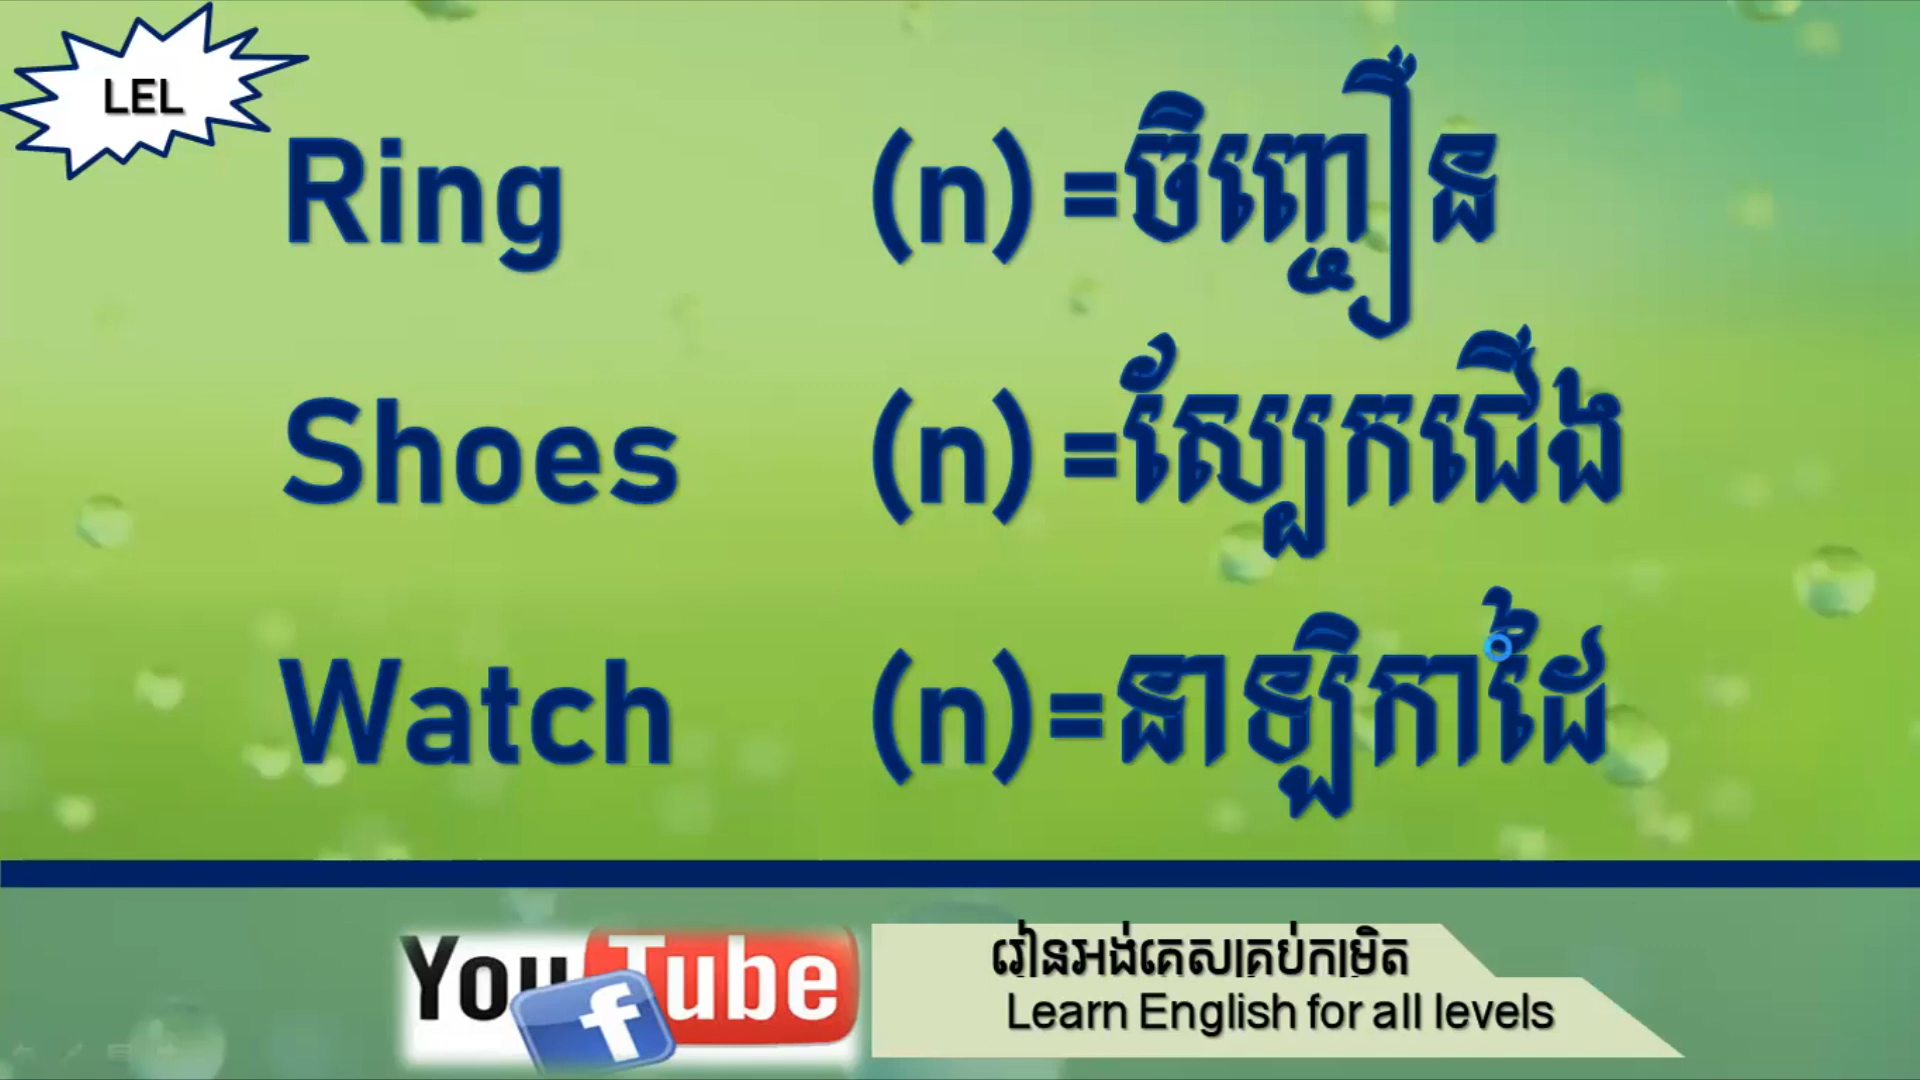 LEL
Ring (n) =ចិញ្ចៀន
Shoes (n) =ស្បែកជើង
Watch (n)=នាឡិកាដៃ
YouTube
f
រៀនអង់គេសគ្រប់កម្រិត
Learn English for all levels